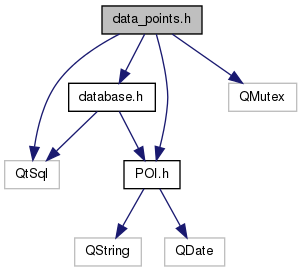 data_points.h
database.h
QMutex
QtSql
POI.h
QString
QDate